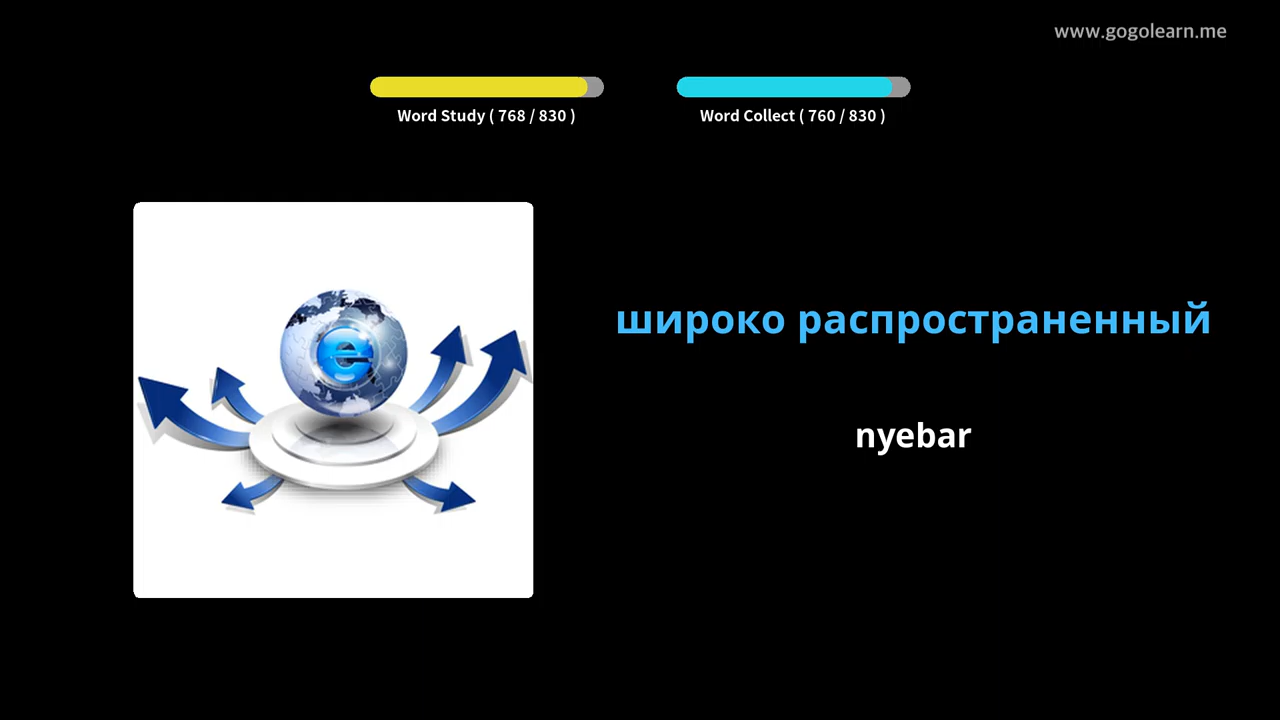 www.gogolearn.me
Word Study ( 768 / 830 )
Word Collect ( 760 / 830 )
e
широко распространенный
nyebar